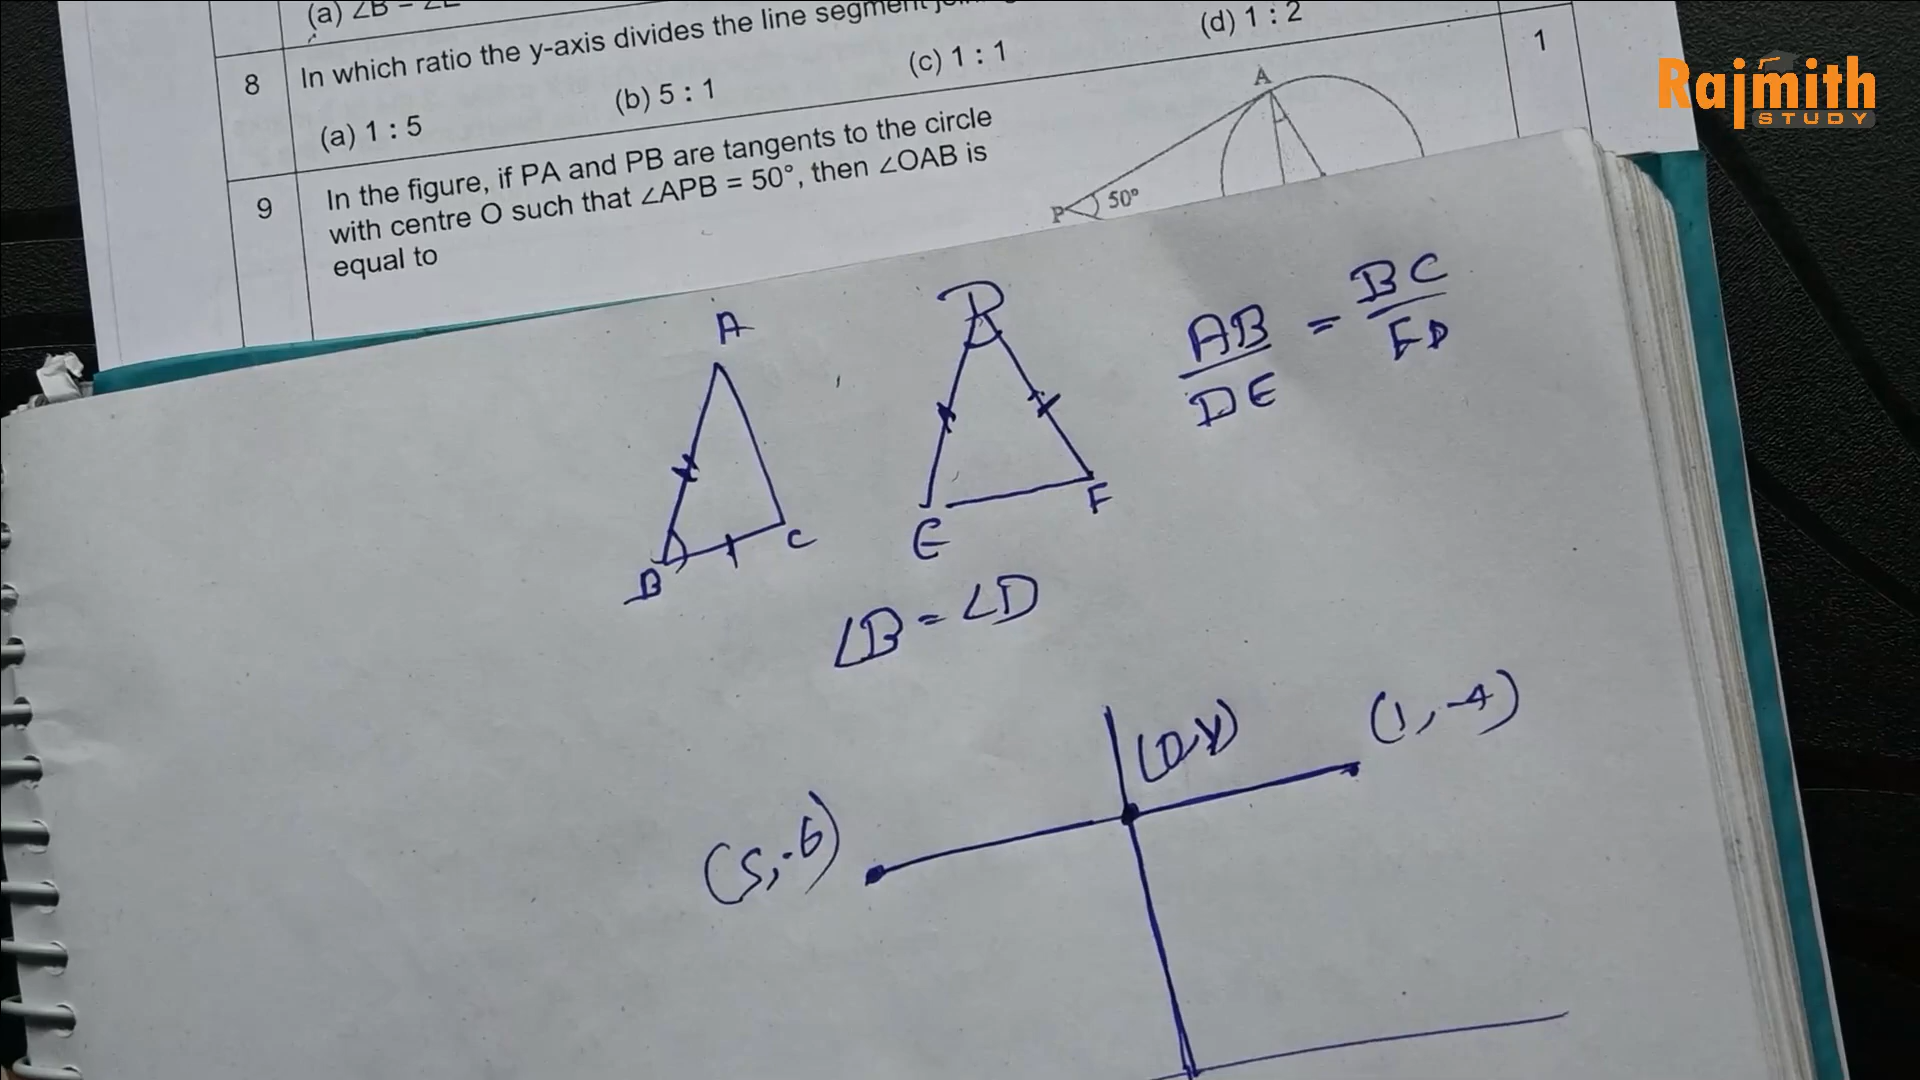 (a) ∠B =
8 In which ratio the y-axis divides the line segment
(a) 1 : 5 (b) 5 : 1 (c) 1 : 1 (d) 1 : 2
1
9 In the figure, if PA and PB are tangents to the circle
with centre O such that ∠APB = 50°, then ∠OAB is
equal to
A
P 50°
Rajmith
STUDY
A
B
C
D
E
F
AB/DE = BC/FD
∠B = ∠D
(0,y)
(1, -4)
(5, -6)